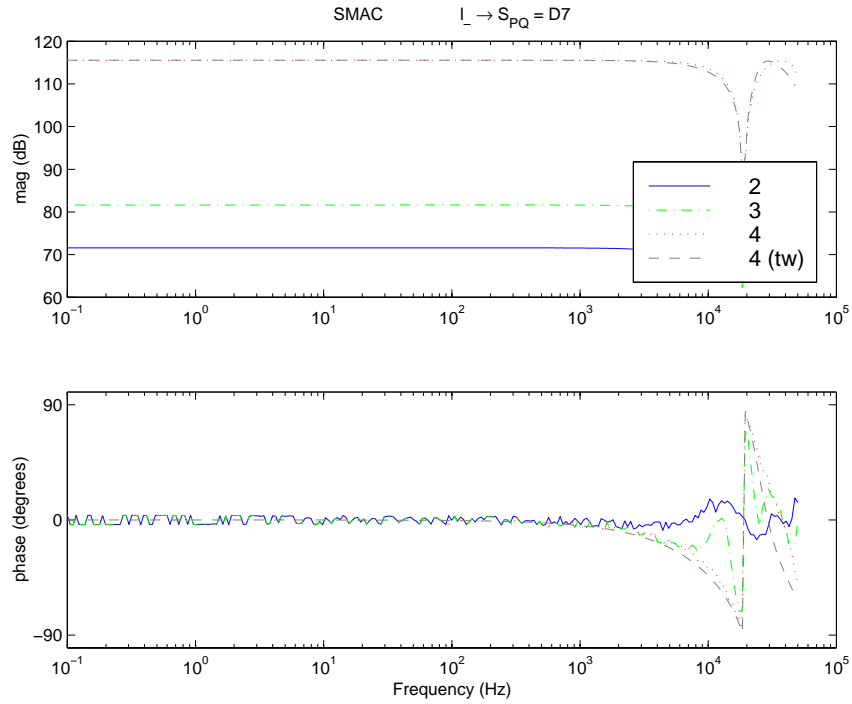 SMAC I_ → S_PQ = D7
120
110
100
90
80
70
60
mag (dB)
2
3
4
4 (tw)
10^-1 10^0 10^1 10^2 10^3 10^4 10^5
90
0
−90
phase (degrees)
10^-1 10^0 10^1 10^2 10^3 10^4 10^5
Frequency (Hz)